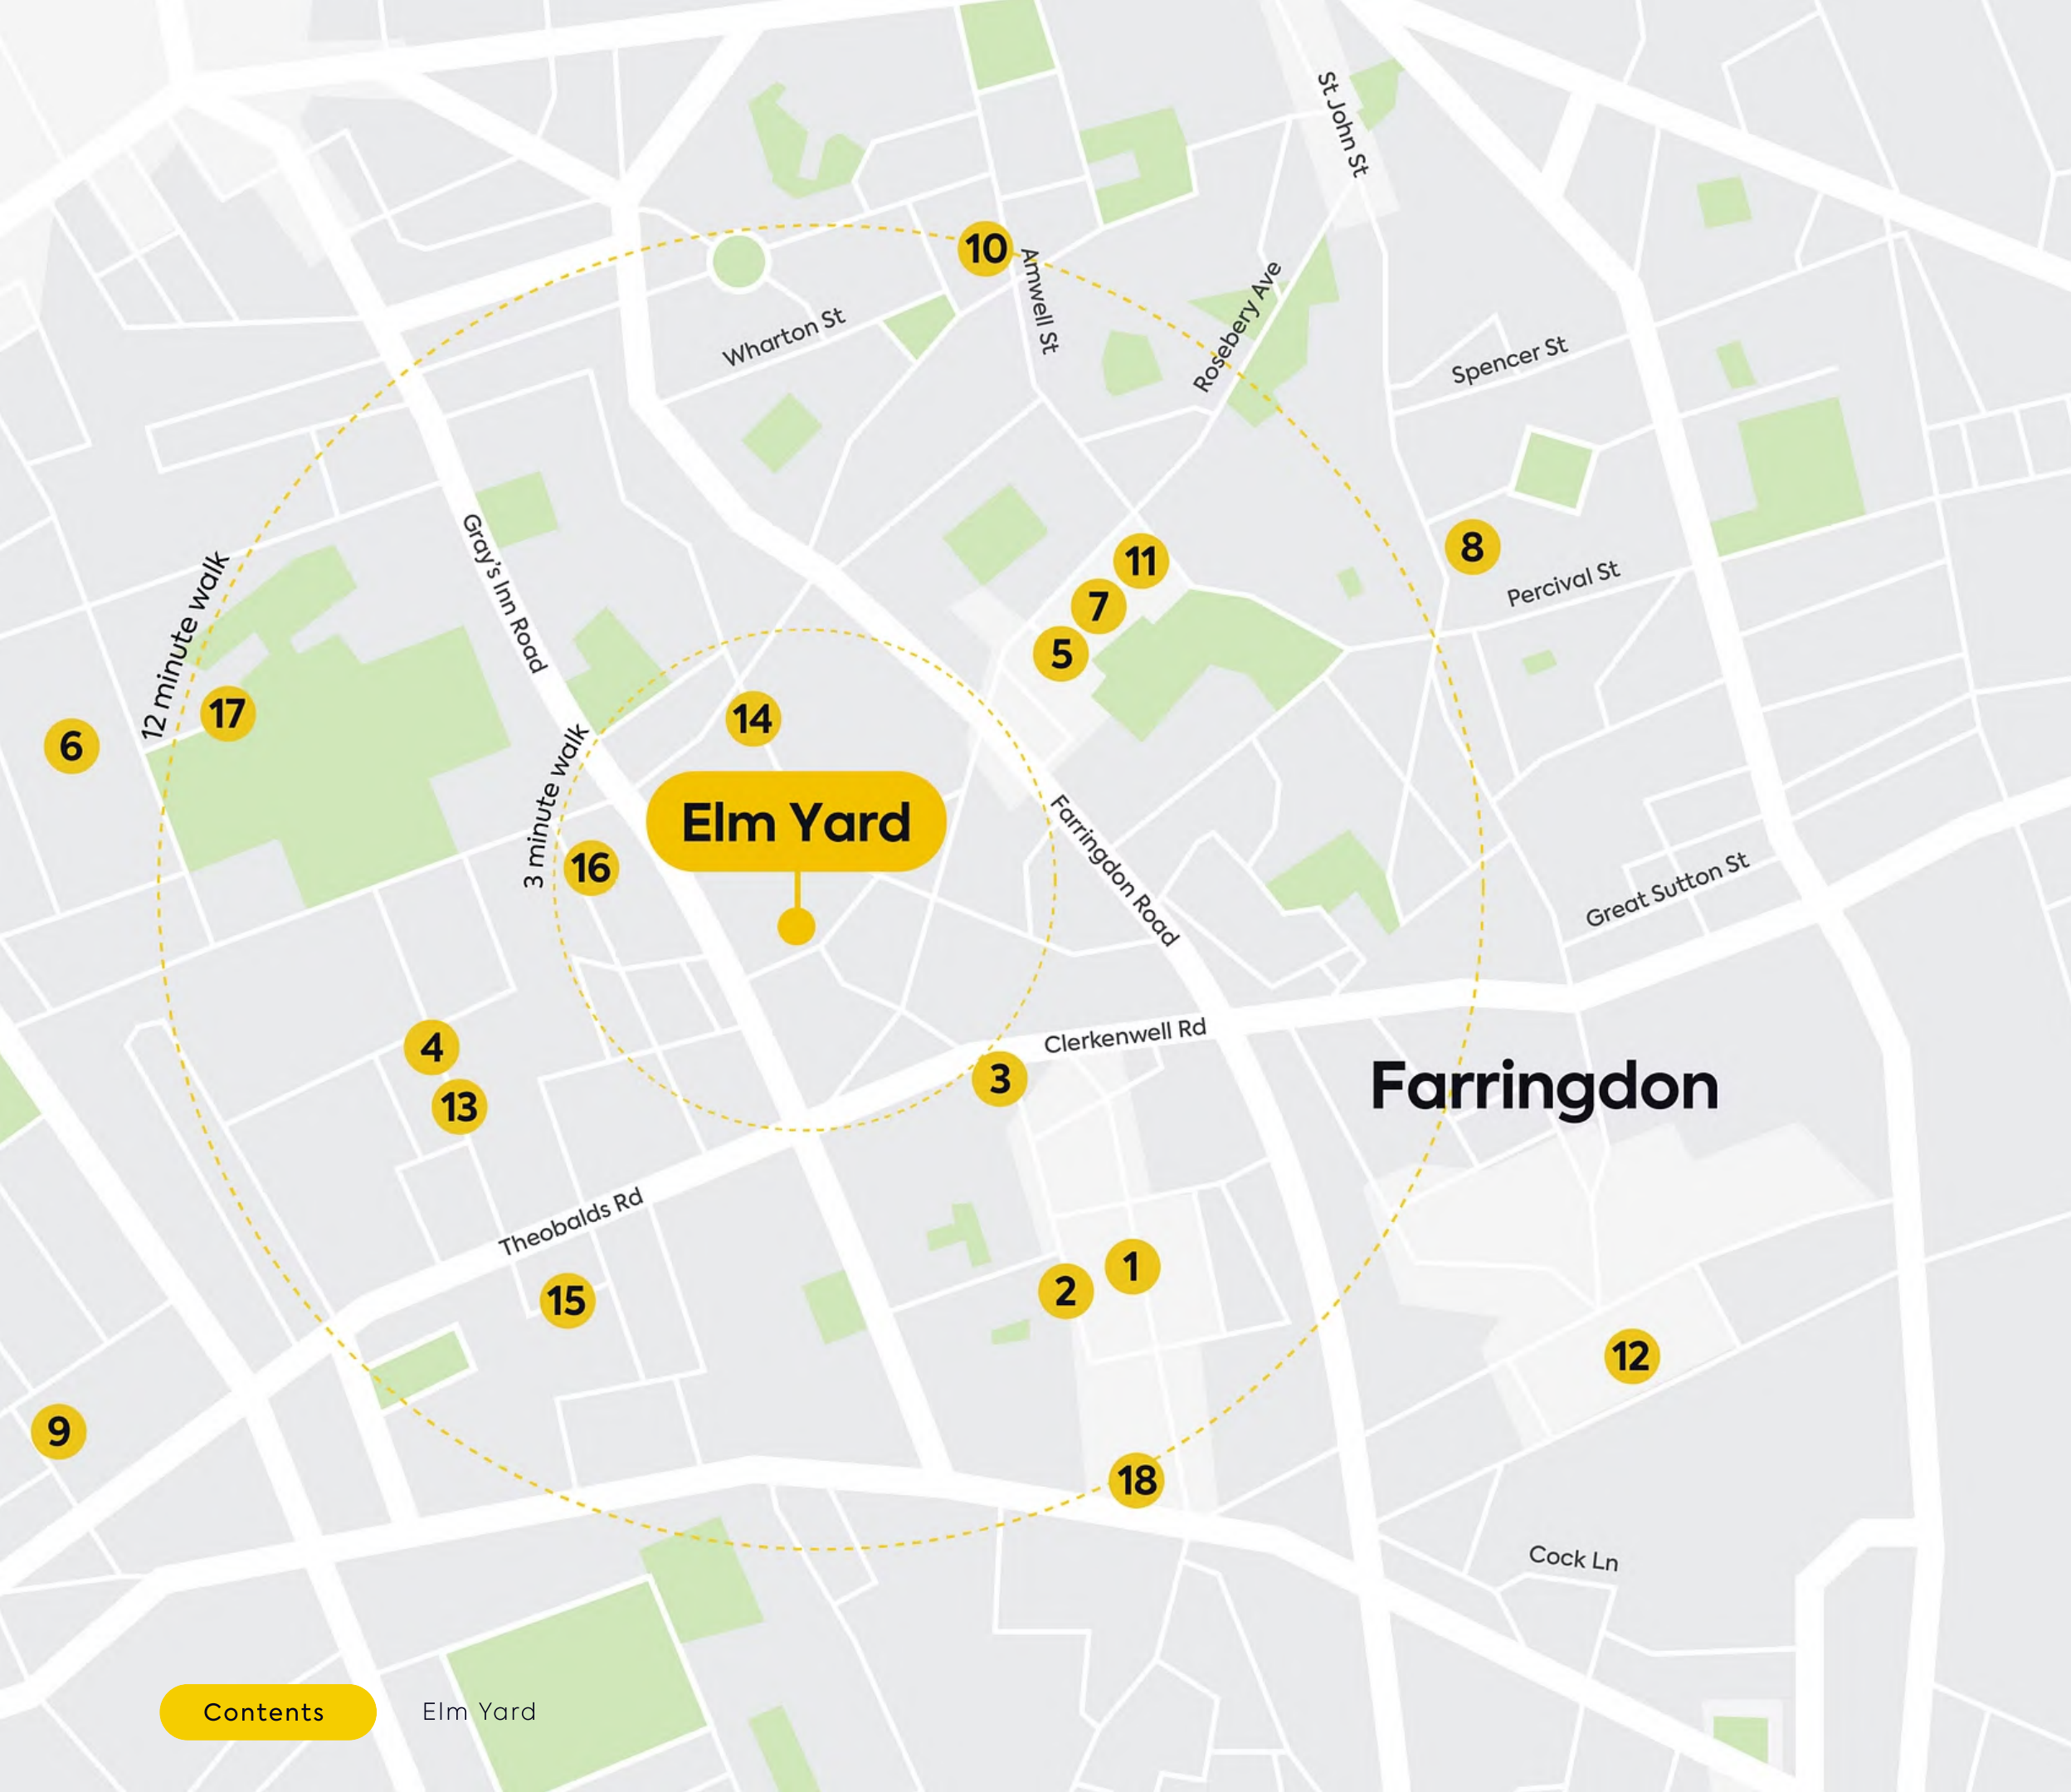 St John St
10
Amwell St
Rosebery Ave
Wharton St
Spencer St
Gray's Inn Road
12 minute walk
11
8
7
Percival St
5
17
14
6
3 minute walk
Elm Yard
16
Farringdon Road
Great Sutton St
4
Clerkenwell Rd
3
Farringdon
13
Theobalds Rd
1
2
15
12
9
18
Cock Ln
Contents
Elm Yard